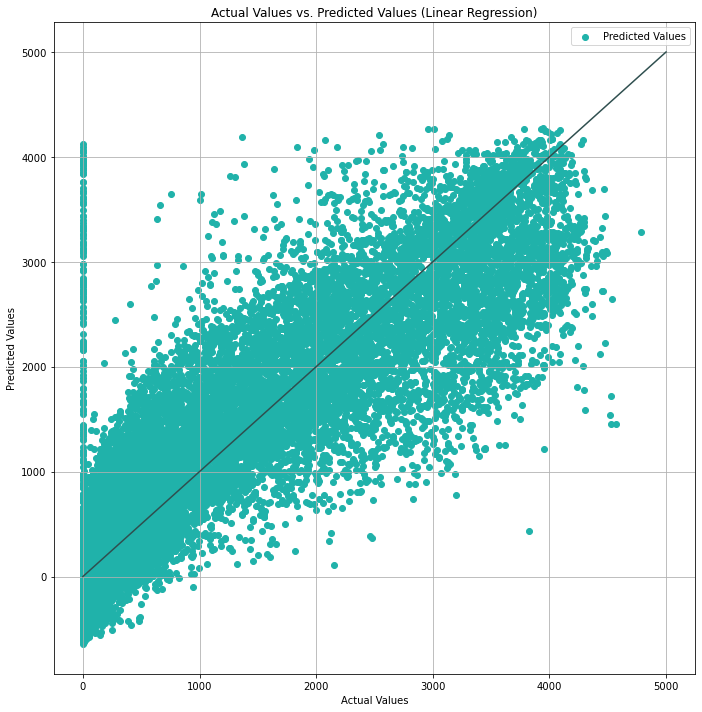 Actual Values vs. Predicted Values (Linear Regression)
Predicted Values
5000
4000
3000
2000
1000
0
Predicted Values
0 1000 2000 3000 4000 5000
Actual Values